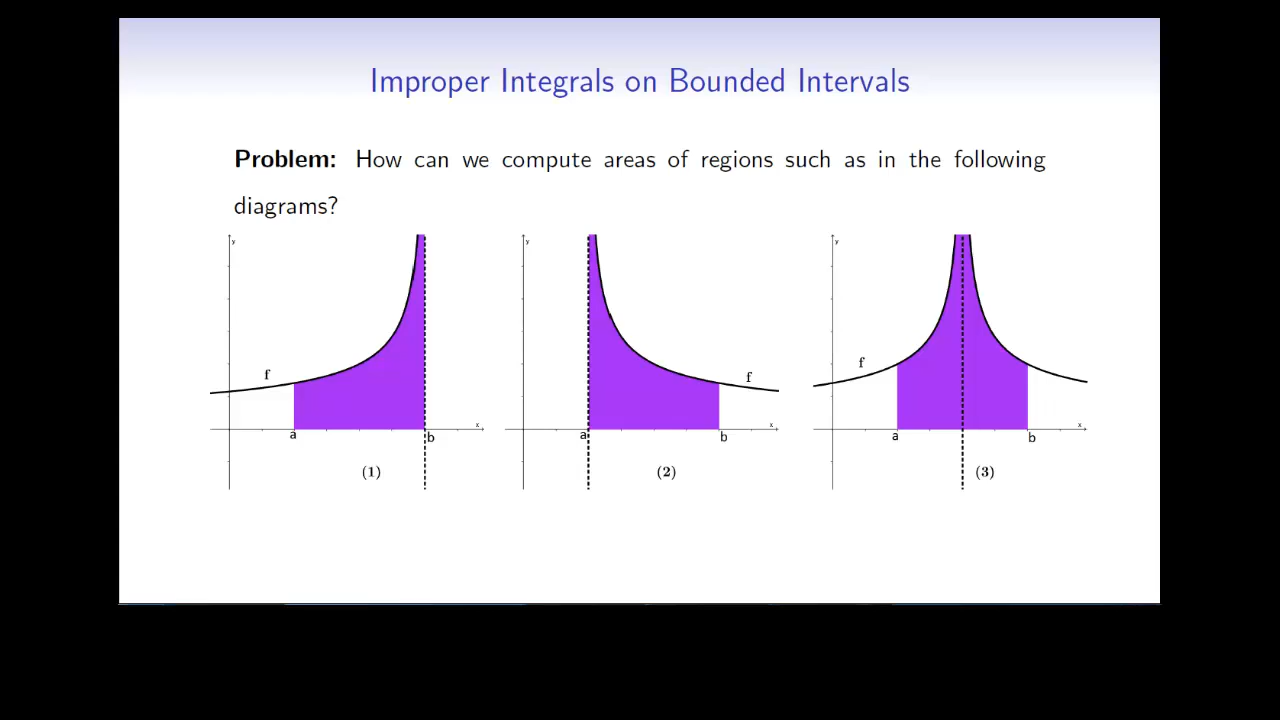 Improper Integrals on Bounded Intervals
Problem: How can we compute areas of regions such as in the following
diagrams?
y
f
a
b
x
(1)
y
f
a
b
x
(2)
y
f
a
b
x
(3)